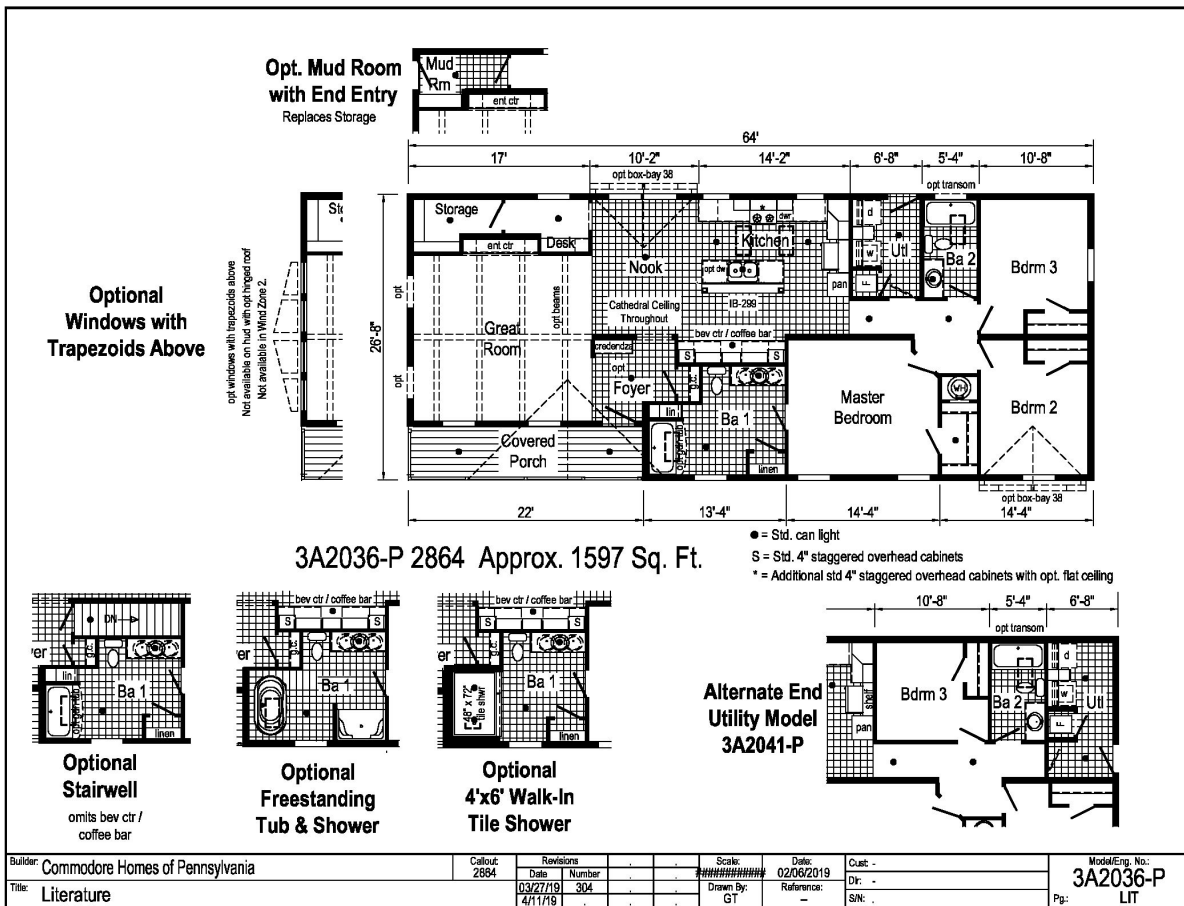 Opt. Mud Room
with End Entry
Replaces Storage
Mud
Rm
ent ctr
64'
17'
10'-2"
14'-2"
6'-8"
5'-4"
10'-8"
opt box-bay 38
opt transom
26'-8"
Optional
Windows with
Trapezoids Above
opt windows with trapezoids above
Not available on hud with opt hinged roof
Not available in Wind Zone 2.
Storage
ent ctr
Desk
Nook
Kitchen
dwr
*
opt dw
IB-299
pan
d
w
F
Utl
Ba 2
Bdrm 3
Cathedral Ceiling
Throughout
opt
opt
opt beams
Great
Room
bev ctr / coffee bar
S
S
credendza
opt
Foyer
g.c.
lin
Ba 1
linen
Master
Bedroom
WH
Bdrm 2
Covered
Porch
opt box-bay 38
22'
13'-4"
14'-4"
14'-4"
● = Std. can light
S = Std. 4" staggered overhead cabinets
* = Additional std 4" staggered overhead cabinets with opt. flat ceiling
3A2036-P 2864 Approx. 1597 Sq. Ft.
DN
ver
g.c.
lin
Ba 1
linen
Optional
Stairwell
omits bev ctr /
coffee bar
bev ctr / coffee bar
S
S
ver
g.c.
Ba 1
Optional
Freestanding
Tub & Shower
bev ctr / coffee bar
S
S
er
g.c.
48" x 72"
tile shwr
Ba 1
linen
Optional
4'x6' Walk-In
Tile Shower
Alternate End
Utility Model
3A2041-P
10'-8"
5'-4"
6'-8"
opt transom
shelf
pan
Bdrm 3
Ba 2
d
w
F
Utl
Builder: Commodore Homes of Pennsylvania
Title: Literature
Callout:
2864
Revisions
Date Number
03/27/19 304
4/11/19
Scale:
############
Drawn By:
GT
Date:
02/06/2019
Reference:
--
Cust: -
Dlr: -
S/N: .
Model/Eng. No.:
3A2036-P
Pg.: LIT